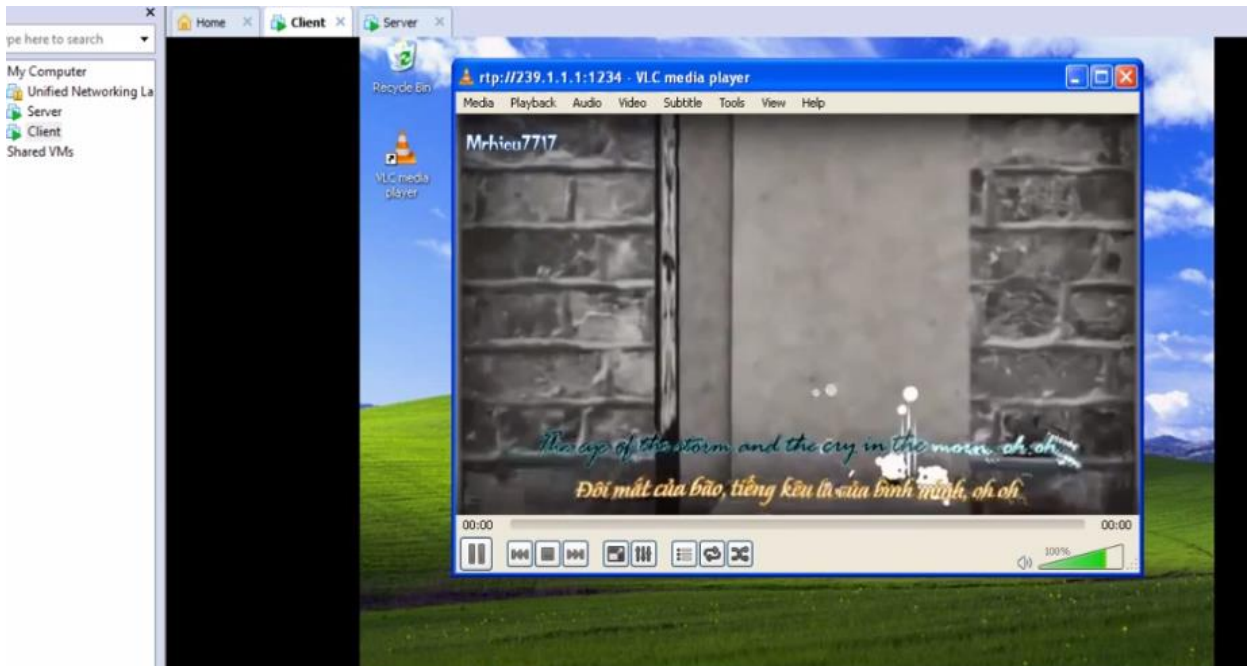 Home × Client × Server ×
×
ype here to search
My Computer
Unified Networking La
Server
Client
Shared VMs
Recycle Bin
VLC media
player
rtp://239.1.1.1:1234 - VLC media player
Media Playback Audio Video Subtitle Tools View Help
Mrhieu7717
The eye of the storm and the cry in the morn, oh oh
Đôi mắt của bão, tiếng kêu la của bình minh, oh oh
00:00 00:00
100%